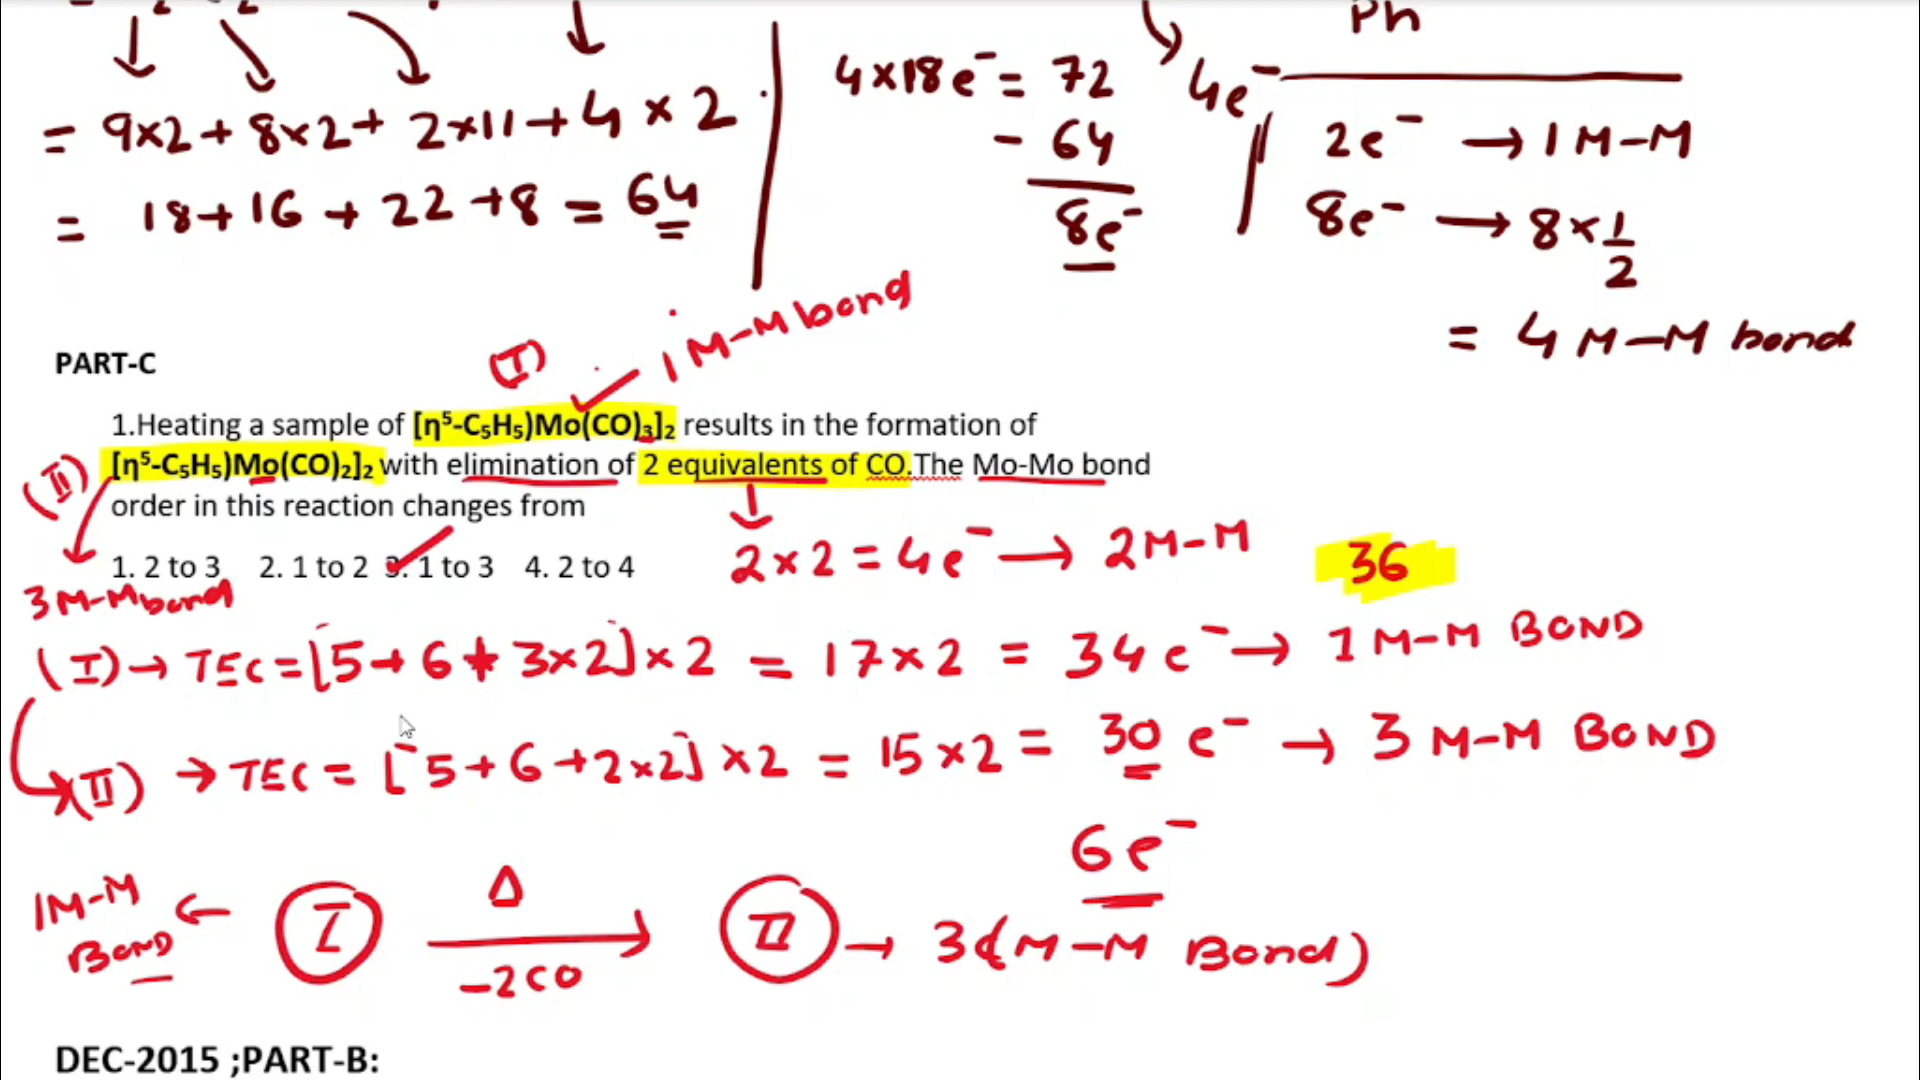 Ph
= 9×2 + 8×2 + 2×11 + 4 × 2
= 18 + 16 + 22 + 8 = 64
4×18e⁻ = 72
- 64
8e⁻
4e⁻
2e⁻ → 1 M-M
8e⁻ → 8 × 1/2
= 4 M-M bond
PART-C
(I)
1 M-M bond
1.Heating a sample of [η⁵-C₅H₅)Mo(CO)₃]₂ results in the formation of
(II) [η⁵-C₅H₅)Mo(CO)₂]₂ with elimination of 2 equivalents of CO.The Mo-Mo bond
order in this reaction changes from
1. 2 to 3 2. 1 to 2 3. 1 to 3 4. 2 to 4
2 × 2 = 4e⁻ → 2 M-M
36
3 M-M bond
(I) → TEC = [5 + 6 + 3×2] × 2 = 17 × 2 = 34 e⁻ → 1 M-M BOND
(II) → TEC = [5 + 6 + 2×2] × 2 = 15 × 2 = 30 e⁻ → 3 M-M BOND
6e⁻
1M-M
BOND
← I
Δ
→
-2CO
II → 3(M-M Bond)
DEC-2015 ;PART-B: